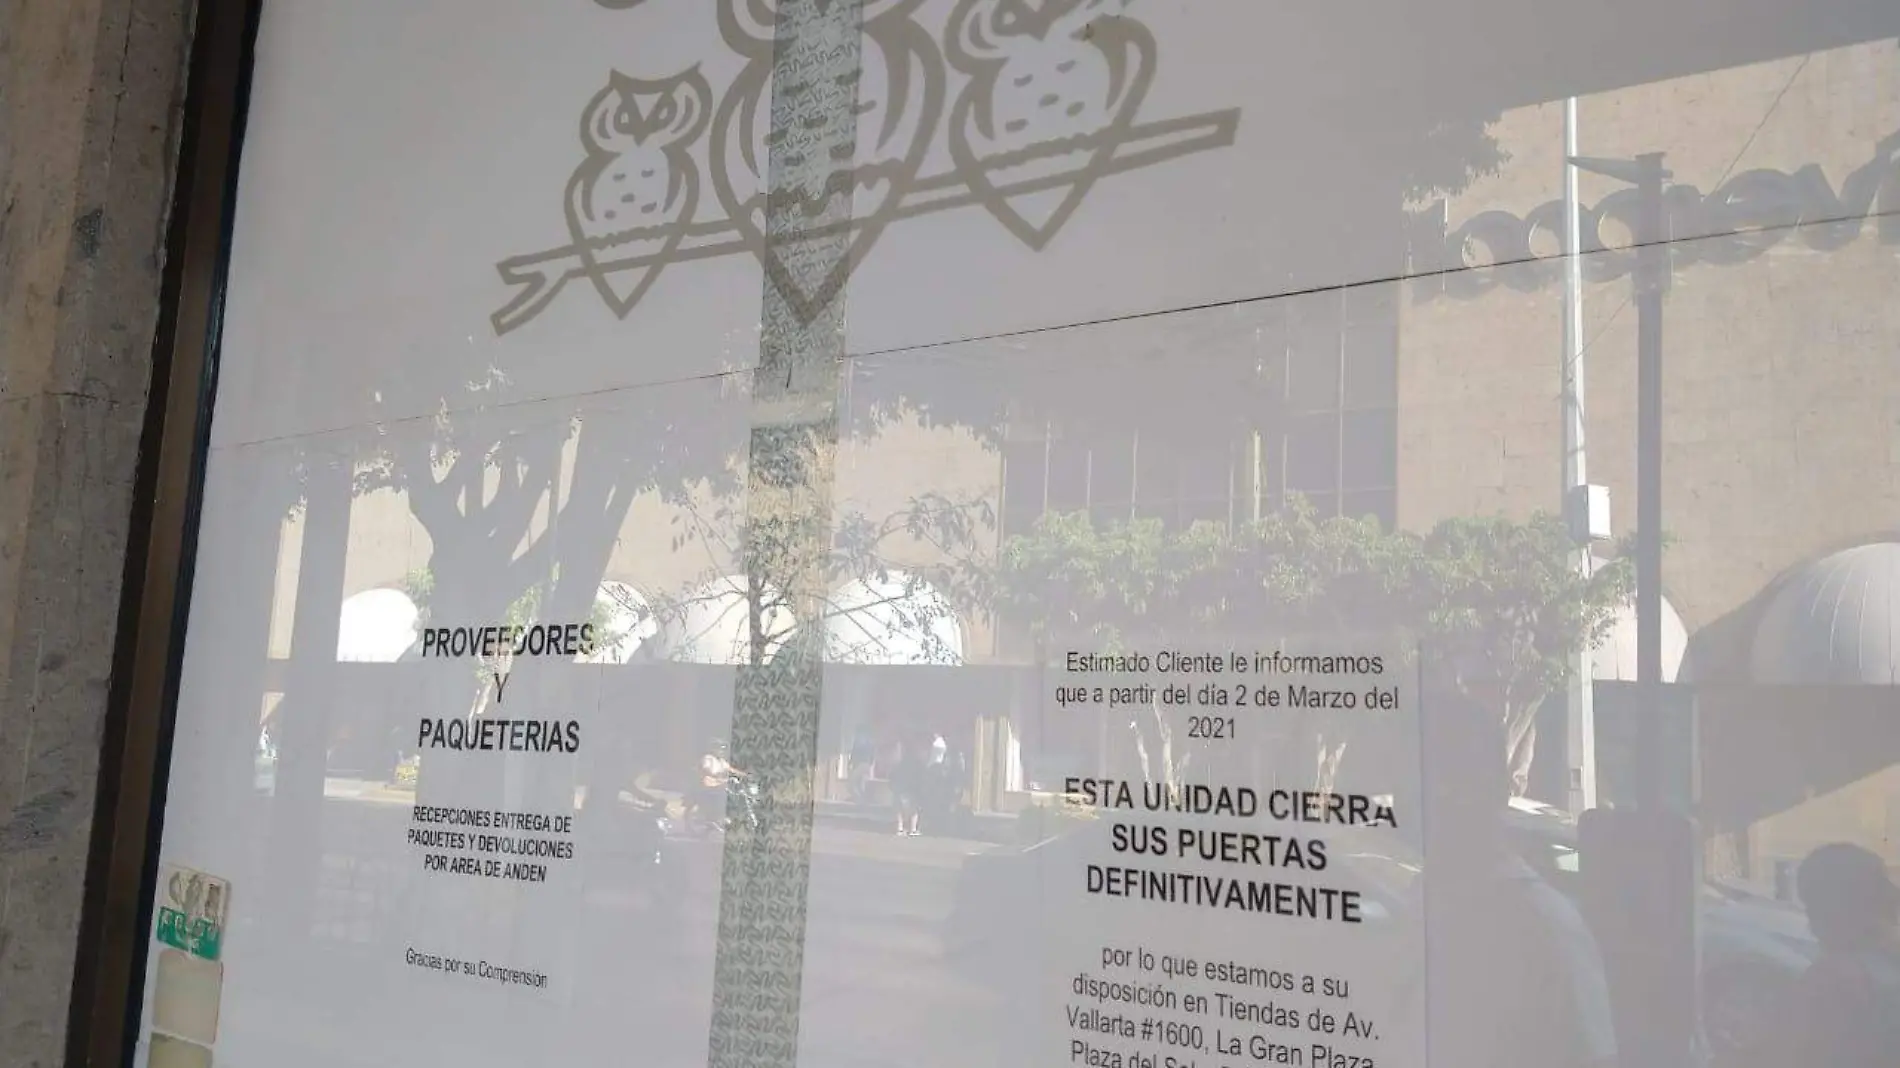 PROVEEDORES
Y
PAQUETERIAS
RECEPCIONES ENTREGA DE
PAQUETES Y DEVOLUCIONES
POR AREA DE ANDEN
Gracias por su Comprensión
Estimado Cliente le informamos
que a partir del día 2 de Marzo del
2021
ESTA UNIDAD CIERRA
SUS PUERTAS
DEFINITIVAMENTE
por lo que estamos a su
disposición en Tiendas de Av.
Vallarta #1600, La Gran Plaza
Plaza del